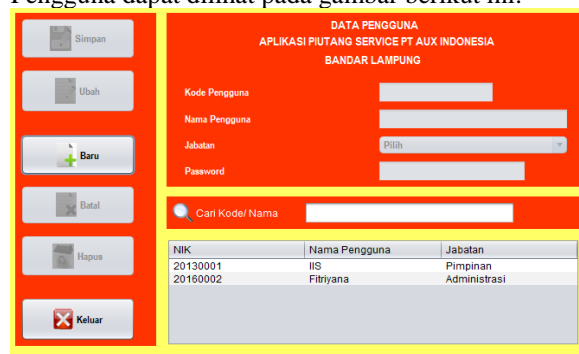 Pengguna dapat dilihat pada gambar berikut ini:
Simpan
Ubah
Baru
Batal
Hapus
Keluar
DATA PENGGUNA
APLIKASI PIUTANG SERVICE PT AUX INDONESIA
BANDAR LAMPUNG
Kode Pengguna
Nama Pengguna
Jabatan Pilih
Password
Cari Kode/ Nama
NIK Nama Pengguna Jabatan
20130001 IIS Pimpinan
20160002 Fitriyana Administrasi